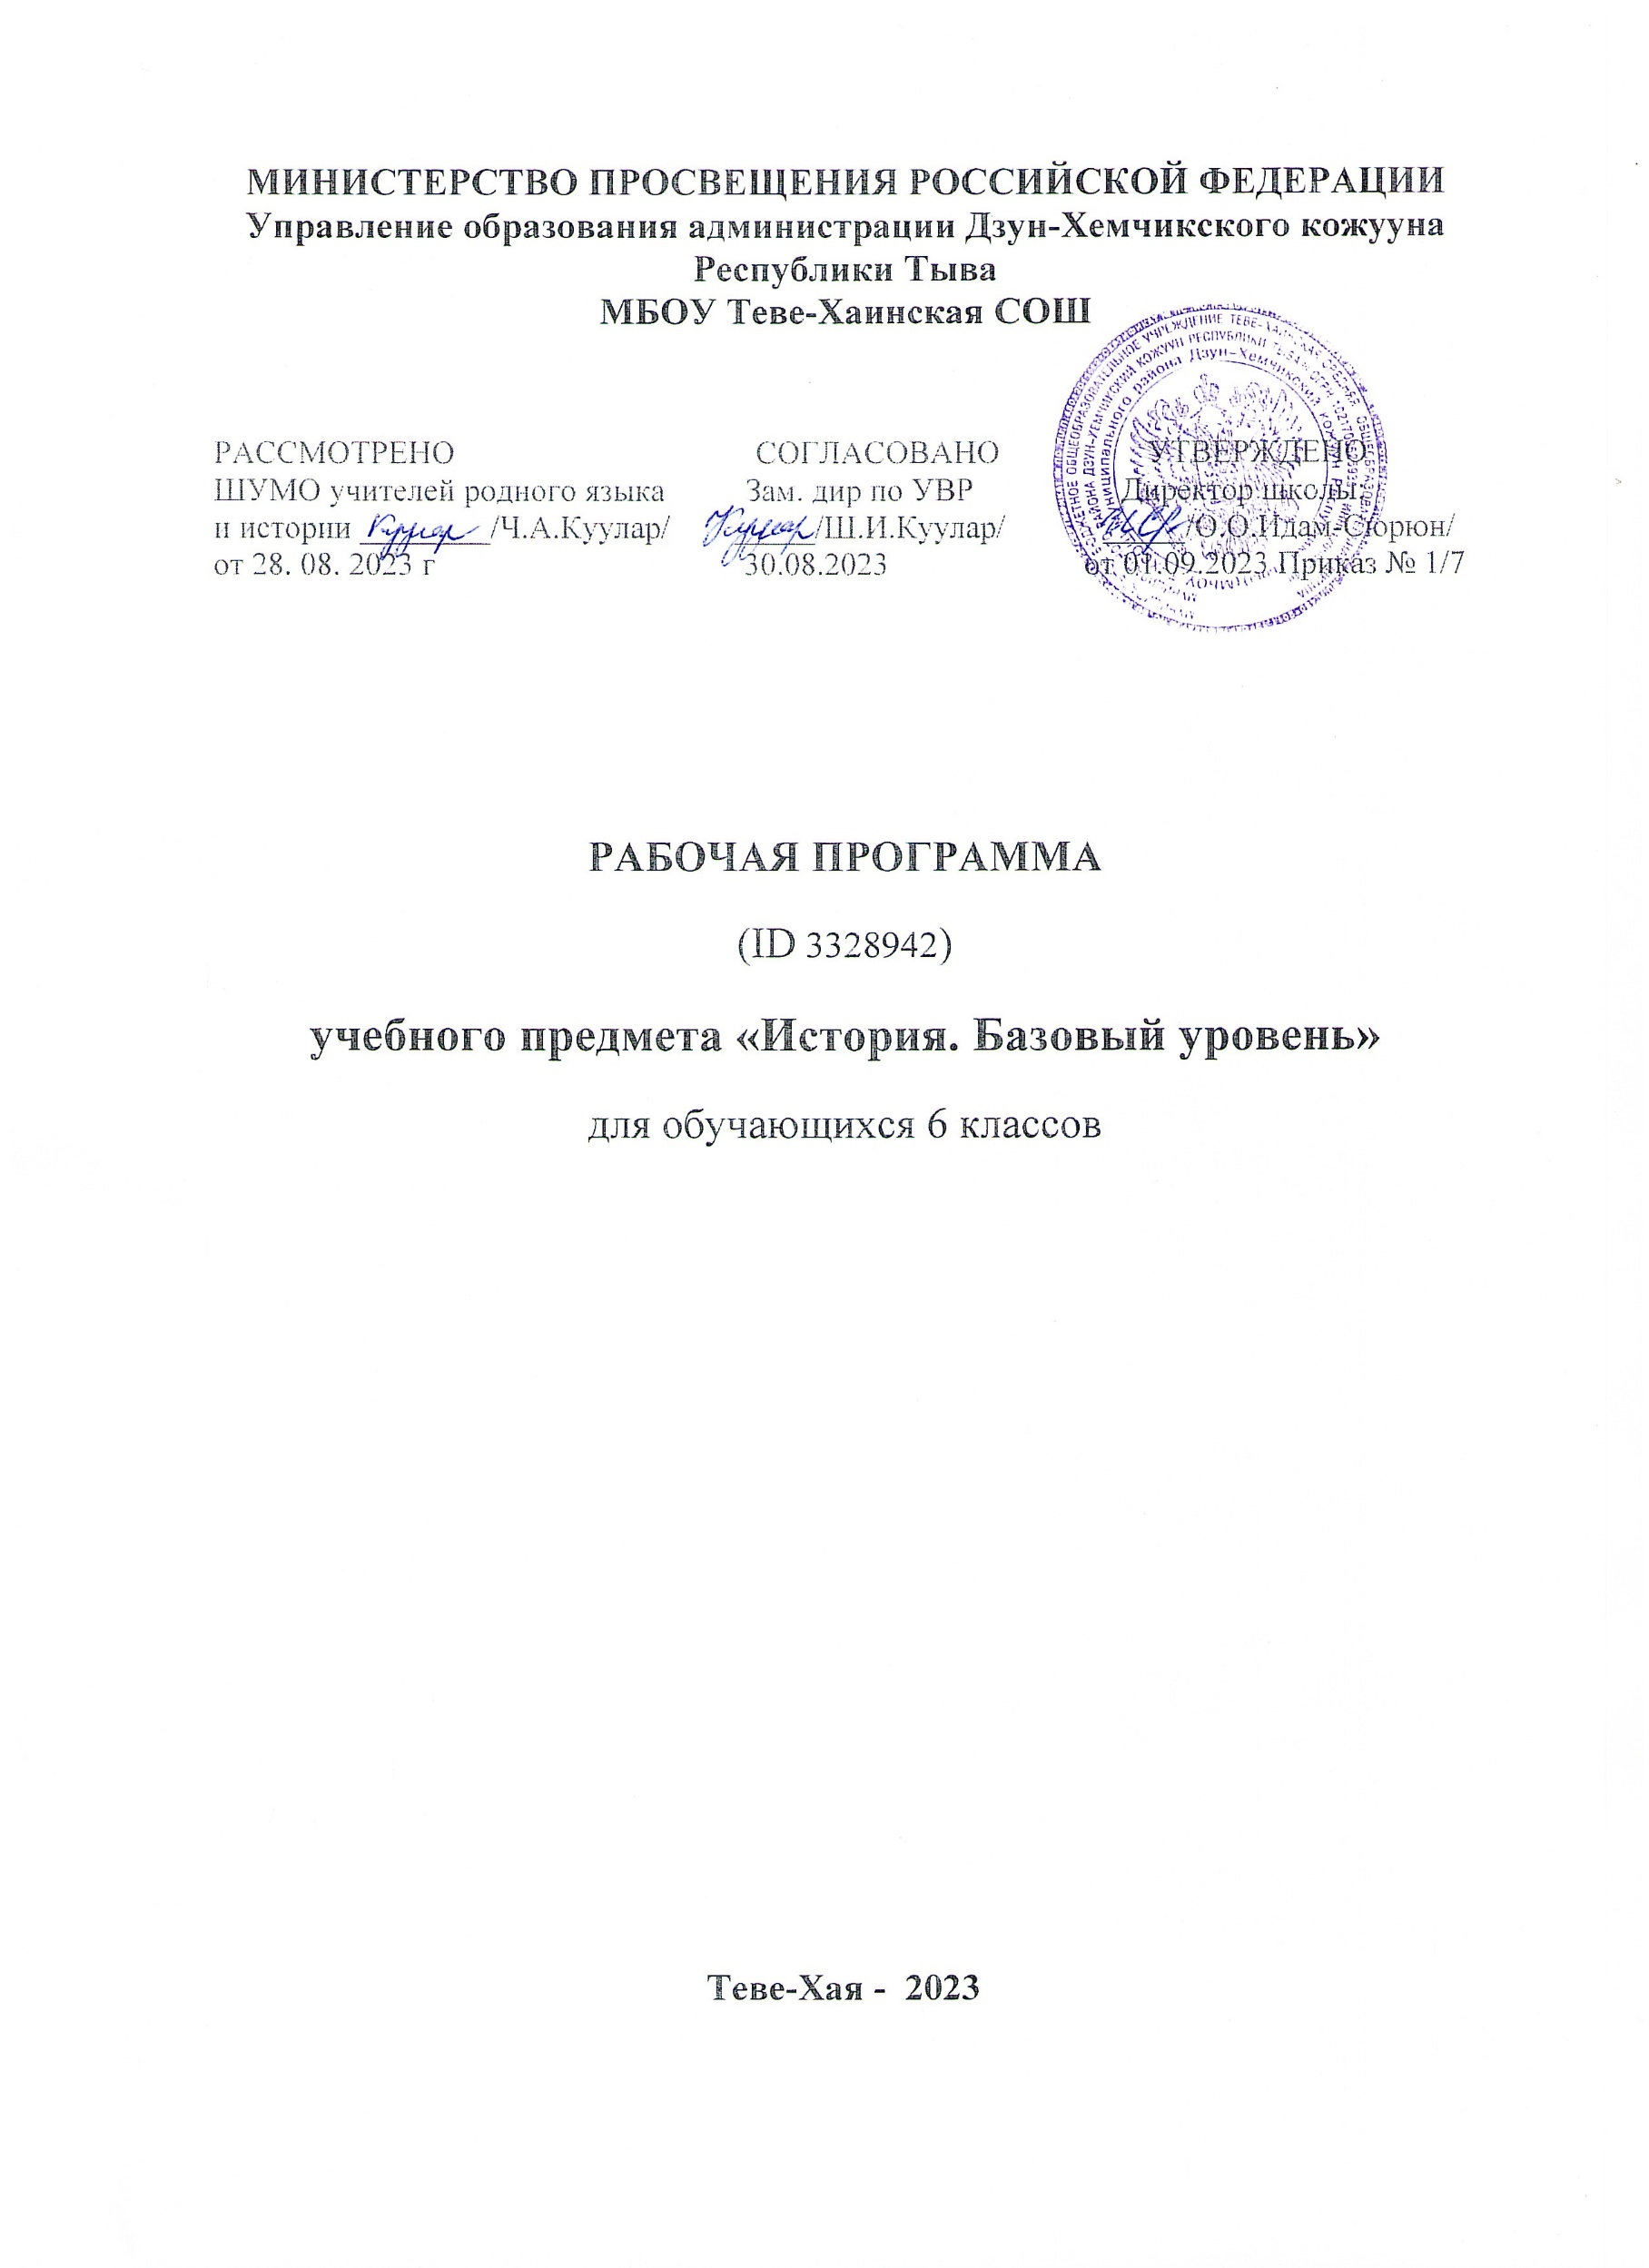 МИНИСТЕРСТВО ПРОСВЕЩЕНИЯ РОССИЙСКОЙ ФЕДЕРАЦИИ
Управление образования администрации Дзун-Хемчикского кожууна
Республики Тыва
МБОУ Теве-Хаинская СОШ
РАССМОТРЕНО СОГЛАСОВАНО УТВЕРЖДЕНО
ШУМО учителей родного языка Зам. дир по УВР Директор школы
и истории _________/Ч.А.Куулар/ /Ш.И.Куулар/ _____/О.О.Идам-Сюрюн/
от 28. 08. 2023 г 30.08.2023 от 01.09.2023 Приказ № 1/7
РАБОЧАЯ ПРОГРАММА
(ID 3328942)
учебного предмета «История. Базовый уровень»
для обучающихся 6 классов
Теве-Хая - 2023